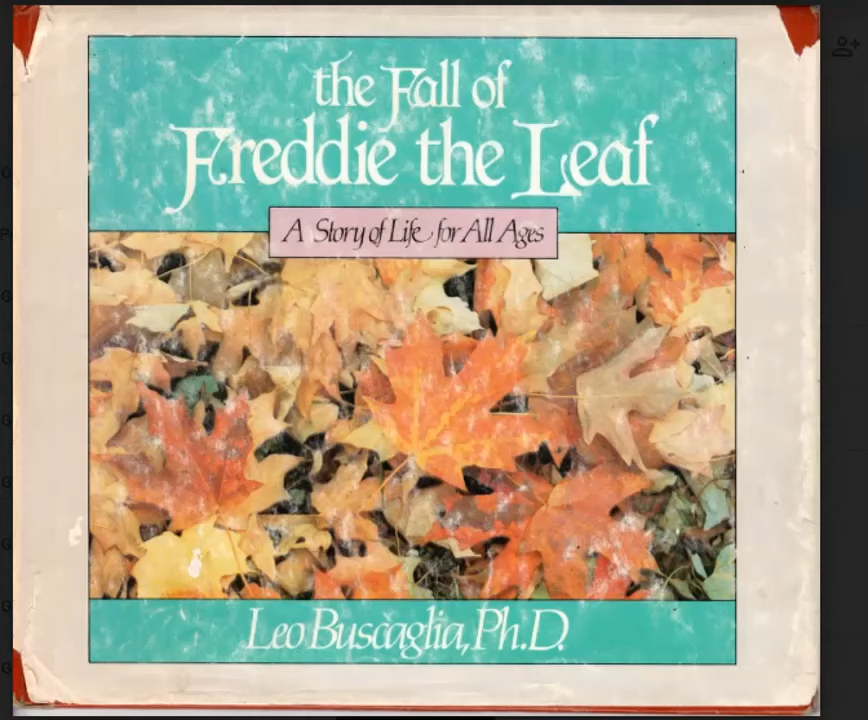 the Fall of
Freddie the Leaf
A Story of Life for All Ages
Leo Buscaglia, Ph.D.